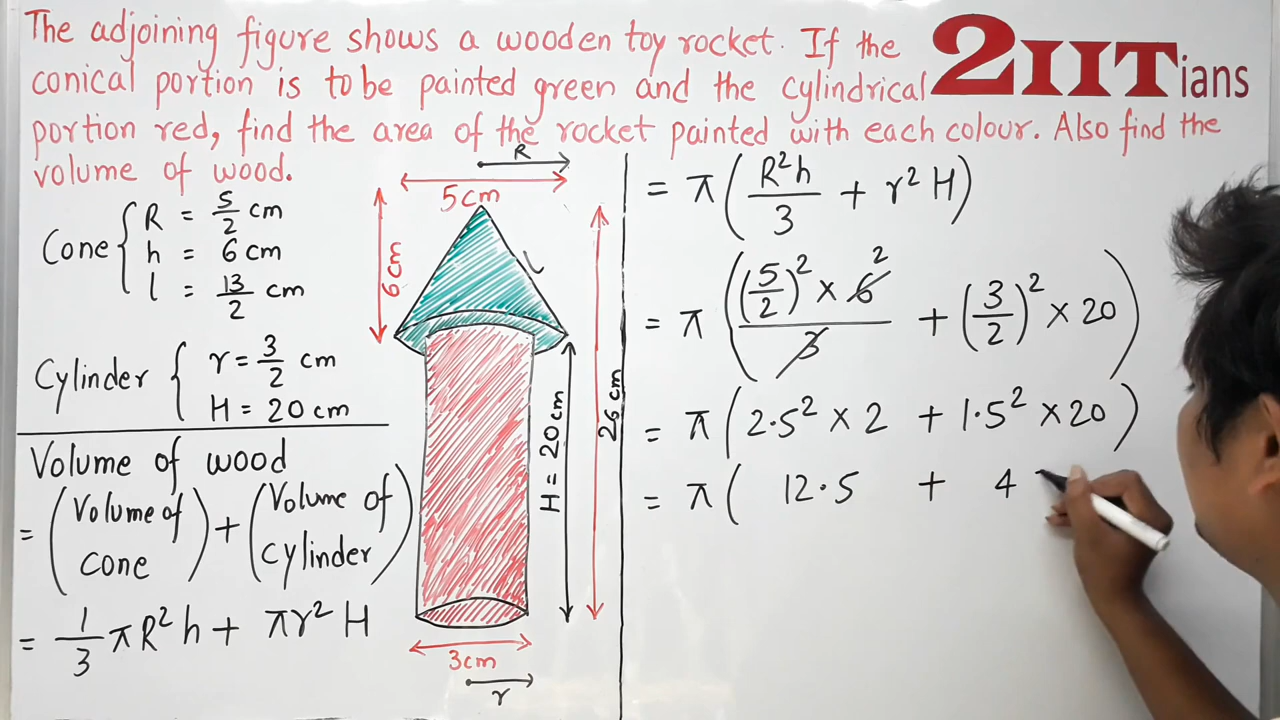 The adjoining figure shows a wooden toy rocket. If the
conical portion is to be painted green and the cylindrical
portion red, find the area of the rocket painted with each colour. Also find the
volume of wood.
2IITians
Cone { R = 5/2 cm
h = 6 cm
l = 13/2 cm
Cylinder { r = 3/2 cm
H = 20 cm
Volume of wood
= (Volume of cone) + (Volume of cylinder)
= 1/3 πR²h + πr²H
R
5cm
6cm
l
H = 20 cm
26 cm
3cm
r
= π(R²h/3 + r²H)
= π((5/2)² × 6/3 + (3/2)² × 20)
2
= π(2.5² × 2 + 1.5² × 20)
= π( 12.5 + 4